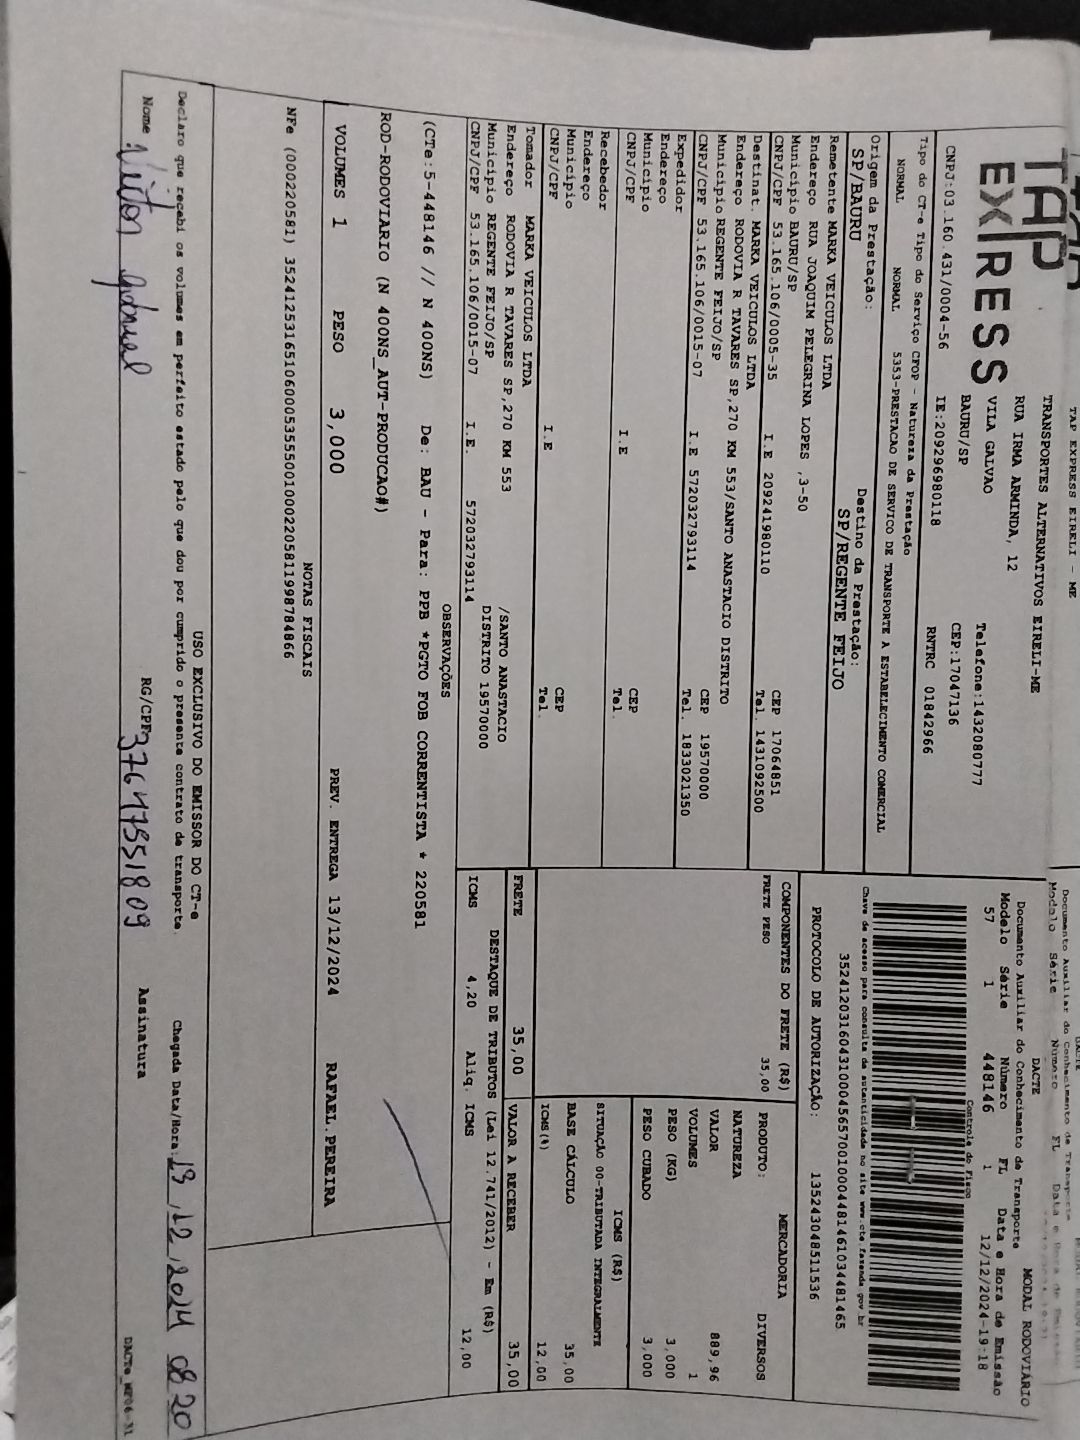 TAP EXPRESS EIRELI - ME
TAP
EXPRESS
TRANSPORTES ALTERNATIVOS EIRELI-ME
RUA IRMA ARMINDA, 12
VILA GALVAO
BAURU/SP
Telefone:1432080777
CEP:17047136
CNPJ:03.160.431/0004-56 IE:209296980118 RNTRC 01842966
DACTE MODAL RODOVIÁRIO
Documento Auxiliar do Conhecimento de Transporte
Modelo Série Número FL Data e Hora de Emissão
57 1 448146 1 12/12/2024-19:18
Controle do Fisco
Chave de acesso para consulta de autenticidade no site www.cte.fazenda.gov.br
35241203160431000456570010004481461034481465
PROTOCOLO DE AUTORIZAÇÃO: 135243048511536
Tipo do CT-e Tipo do Serviço CFOP - Natureza da Prestação
NORMAL NORMAL 5353-PRESTACAO DE SERVICO DE TRANSPORTE A ESTABELECIMENTO COMERCIAL
Origem da Prestação: Destino da Prestação:
SP/BAURU SP/REGENTE FEIJO
Remetente MARKA VEICULOS LTDA
Endereço RUA JOAQUIM PELEGRINA LOPES ,3-50
Município BAURU/SP CEP 17064851
CNPJ/CPF 53.165.106/0005-35 I.E 209241980110 Tel. 1431092500
Destinat. MARKA VEICULOS LTDA
Endereço RODOVIA R TAVARES SP,270 KM 553/SANTO ANASTACIO DISTRITO
Município REGENTE FEIJO/SP CEP 19570000
CNPJ/CPF 53.165.106/0015-07 I.E 572032793114 Tel. 1833021350
Expedidor
Endereço
Município CEP
CNPJ/CPF I.E Tel.
Recebedor
Endereço
Município CEP
CNPJ/CPF I.E Tel.
Tomador MARKA VEICULOS LTDA
Endereço RODOVIA R TAVARES SP,270 KM 553 /SANTO ANASTACIO
Município REGENTE FEIJO/SP DISTRITO 19570000
CNPJ/CPF 53.165.106/0015-07 I.E. 572032793114
COMPONENTES DO FRETE (R$)
FRETE PESO 35,00
PRODUTO: MERCADORIA DIVERSOS
NATUREZA
VALOR 889,96
VOLUMES 1
PESO (KG) 3,000
PESO CUBADO 3,000
ICMS (R$)
SITUAÇÃO 00-TRIBUTADA INTEGRALMENTE
BASE CÁLCULO 35,00
ICMS(%) 12,00
FRETE 35,00 VALOR A RECEBER 35,00
DESTAQUE DE TRIBUTOS (Lei 12.741/2012) - Em (R$)
ICMS 4,20 Aliq. ICMS 12,00
OBSERVAÇÕES
(CTe:5-448146 // N 400NS) De: BAU - Para: PPB *PGTO FOB CORRENTISTA * 220581
ROD-RODOVIARIO (N 400NS_AUT-PRODUCAO#)
VOLUMES 1 PESO 3,000 PREV. ENTREGA 13/12/2024 RAFAEL.PEREIRA
NOTAS FISCAIS
NFe (000220581) 35241253165106000535550010002205811998784866
USO EXCLUSIVO DO EMISSOR DO CT-e
Declaro que recebi os volumes em perfeito estado pelo que dou por cumprido o presente contrato de transporte. Chegada Data/Hora: 13/12/2024 0820
Nome: RG/CPF 37647551809 Assinatura